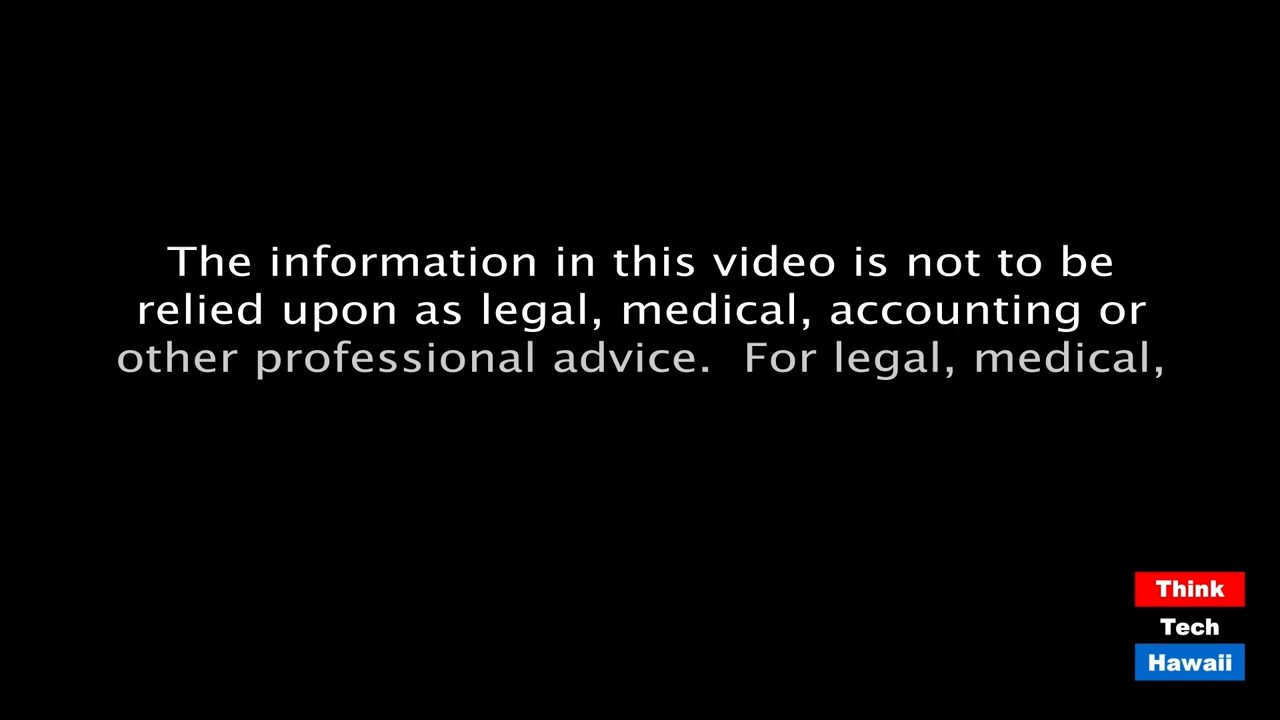 The information in this video is not to be
relied upon as legal, medical, accounting or
other professional advice.  For legal, medical,
Think
Tech
Hawaii